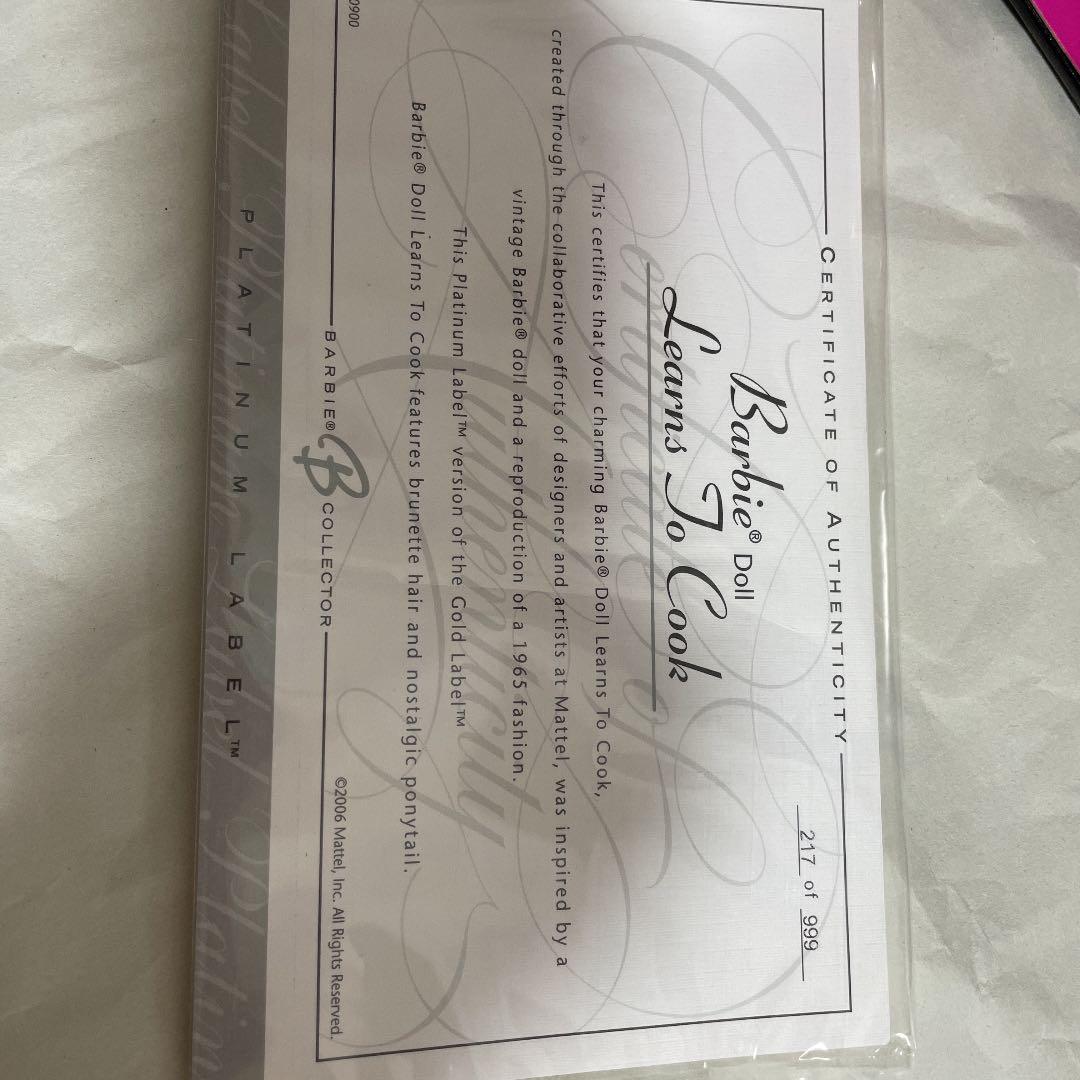 CERTIFICATE OF AUTHENTICITY
217 of 999
Barbie® Doll
Learns To Cook
This certifies that your charming Barbie® Doll Learns To Cook,
created through the collaborative efforts of designers and artists at Mattel, was inspired by a
vintage Barbie® doll and a reproduction of a 1965 fashion.
This Platinum Label™ version of the Gold Label™
Barbie® Doll Learns To Cook features brunette hair and nostalgic ponytail.
BARBIE® B COLLECTOR
0900
©2006 Mattel, Inc. All Rights Reserved.
PLATINUM LABEL™